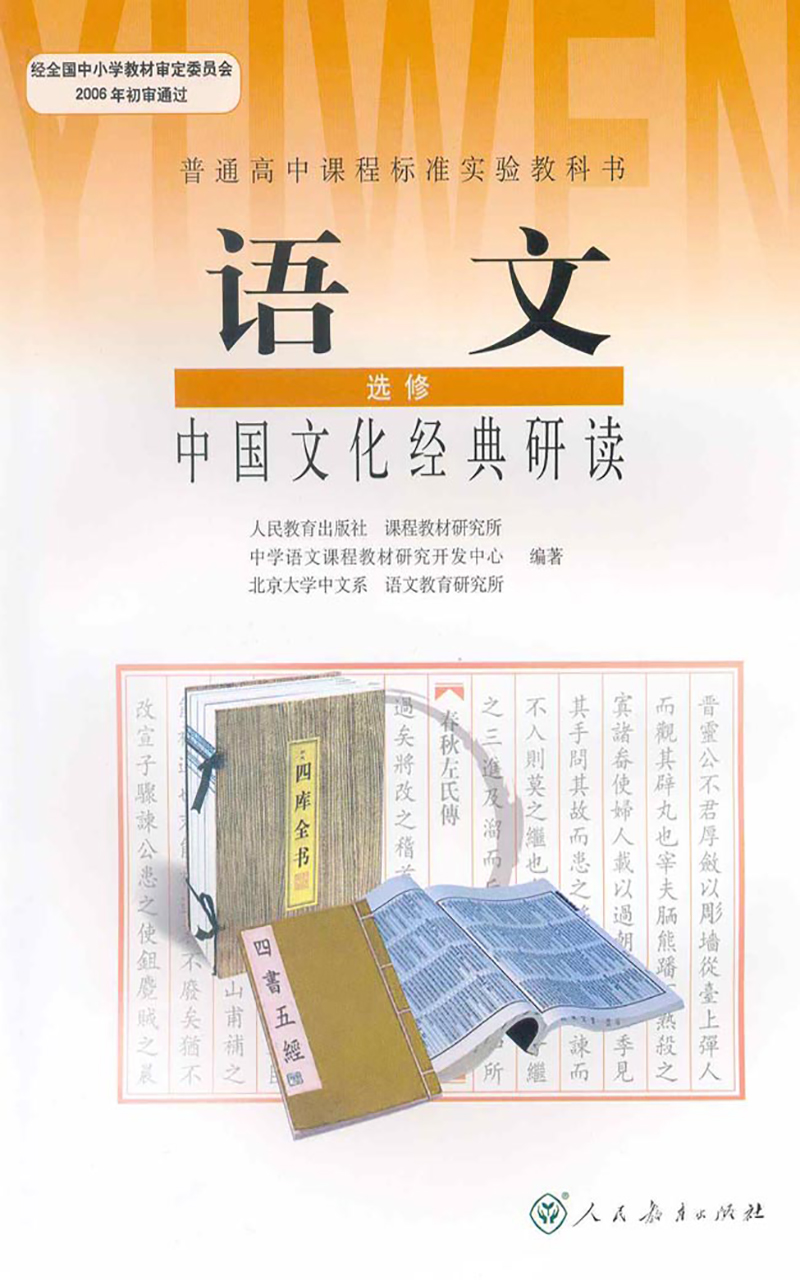 YUWEN
经全国中小学教材审定委员会
2006年初审通过
普通高中课程标准实验教科书
语文
选修
中国文化经典研读
人民教育出版社 课程教材研究所
中学语文课程教材研究开发中心 编著
北京大学中文系 语文教育研究所
晋靈公不君厚斂以彫墻從臺上彈人
而觀其辟丸也宰夫胹熊蹯
熟殺之
寘諸畚使婦人載以過朝
季見
其手問其故而患之
諫而
不入則莫之繼也
子繼
之三進及溜而
所
春秋左氏傳
過矣將改之稽首
山甫補之
不廢矣猶不
改宣子驟諫公患之使鉏麑賊之晨
四库全书
四書五經
人民教育出版社